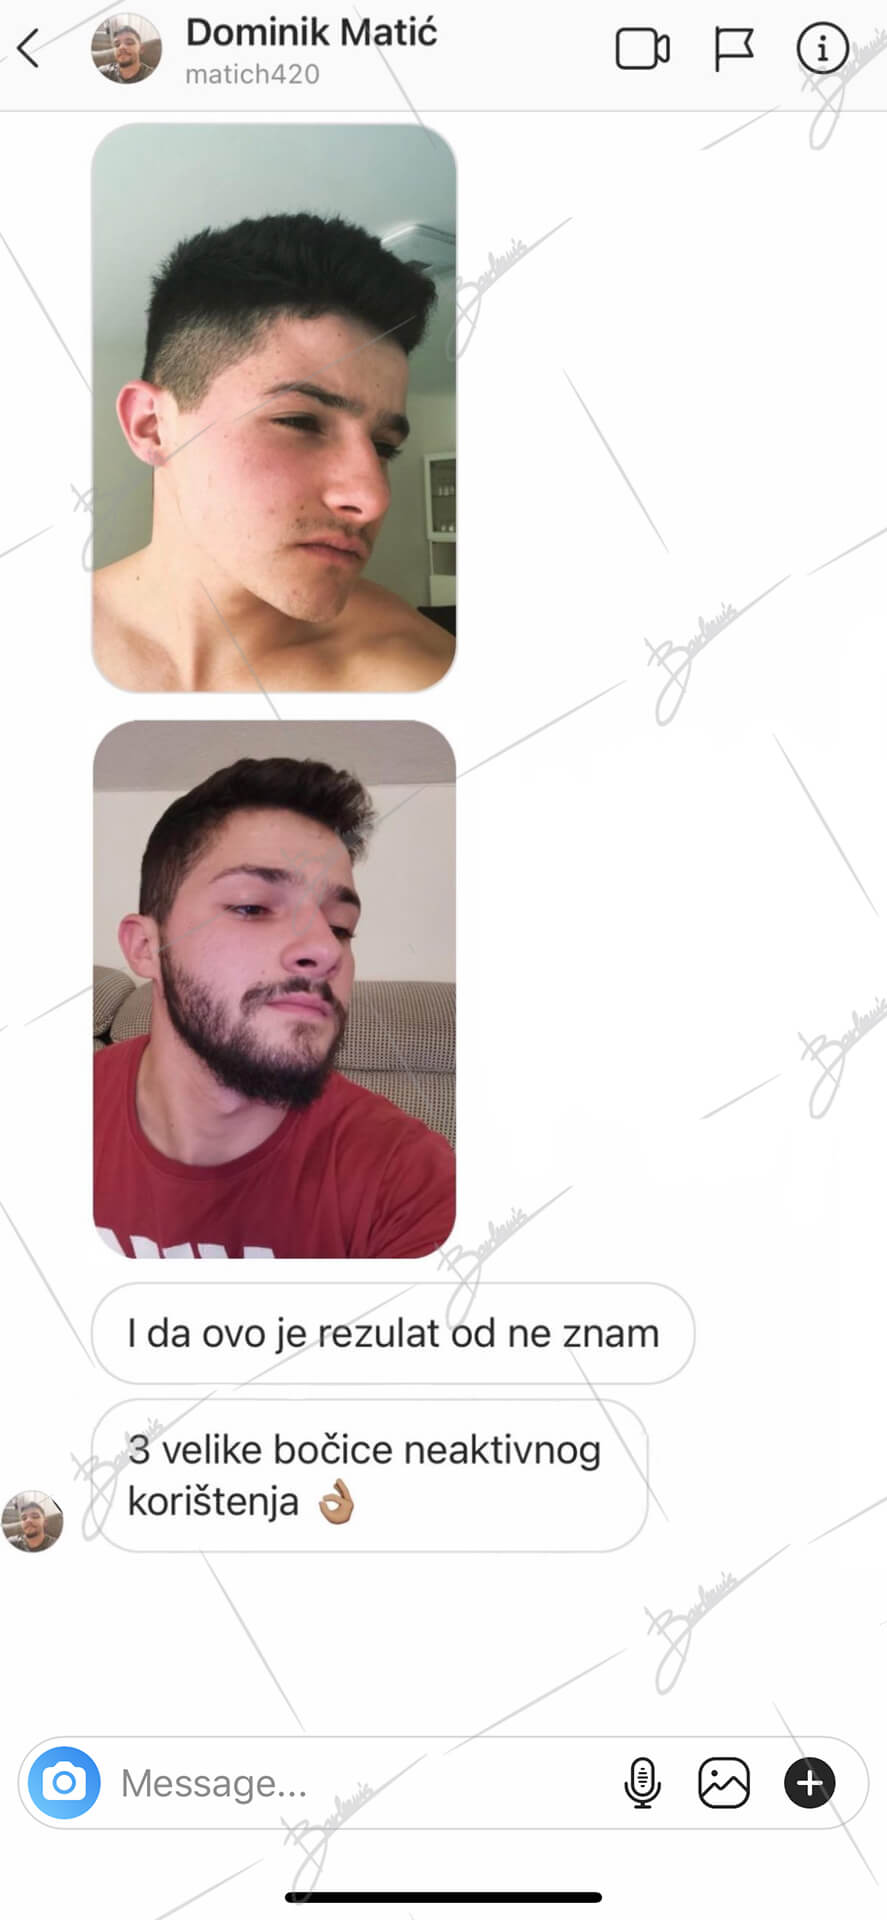 Dominik Matić
matich420
I da ovo je rezulat od ne znam
3 velike bočice neaktivnog
korištenja 👌🏽
Message...